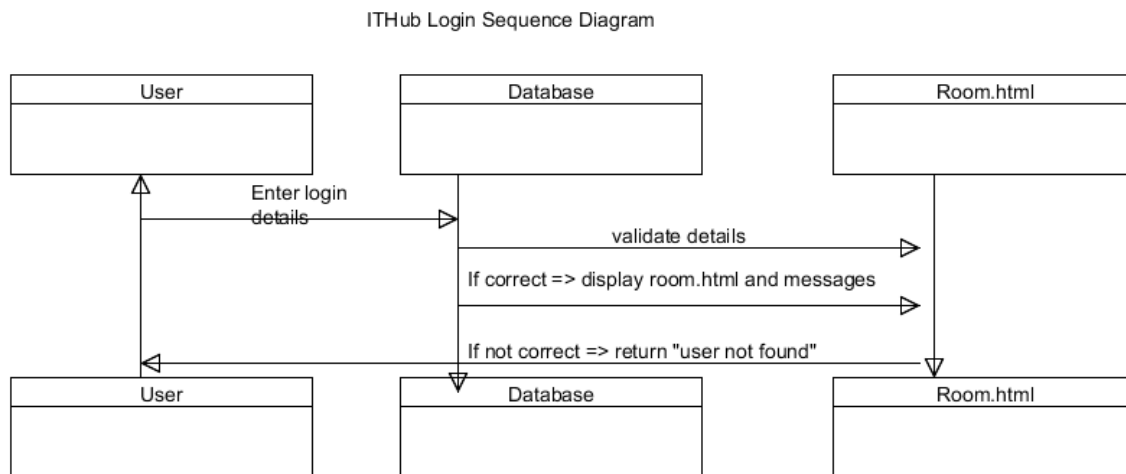 ITHub Login Sequence Diagram
User
Database
Room.html
Enter login
details
validate details
If correct => display room.html and messages
If not correct => return "user not found"
User
Database
Room.html